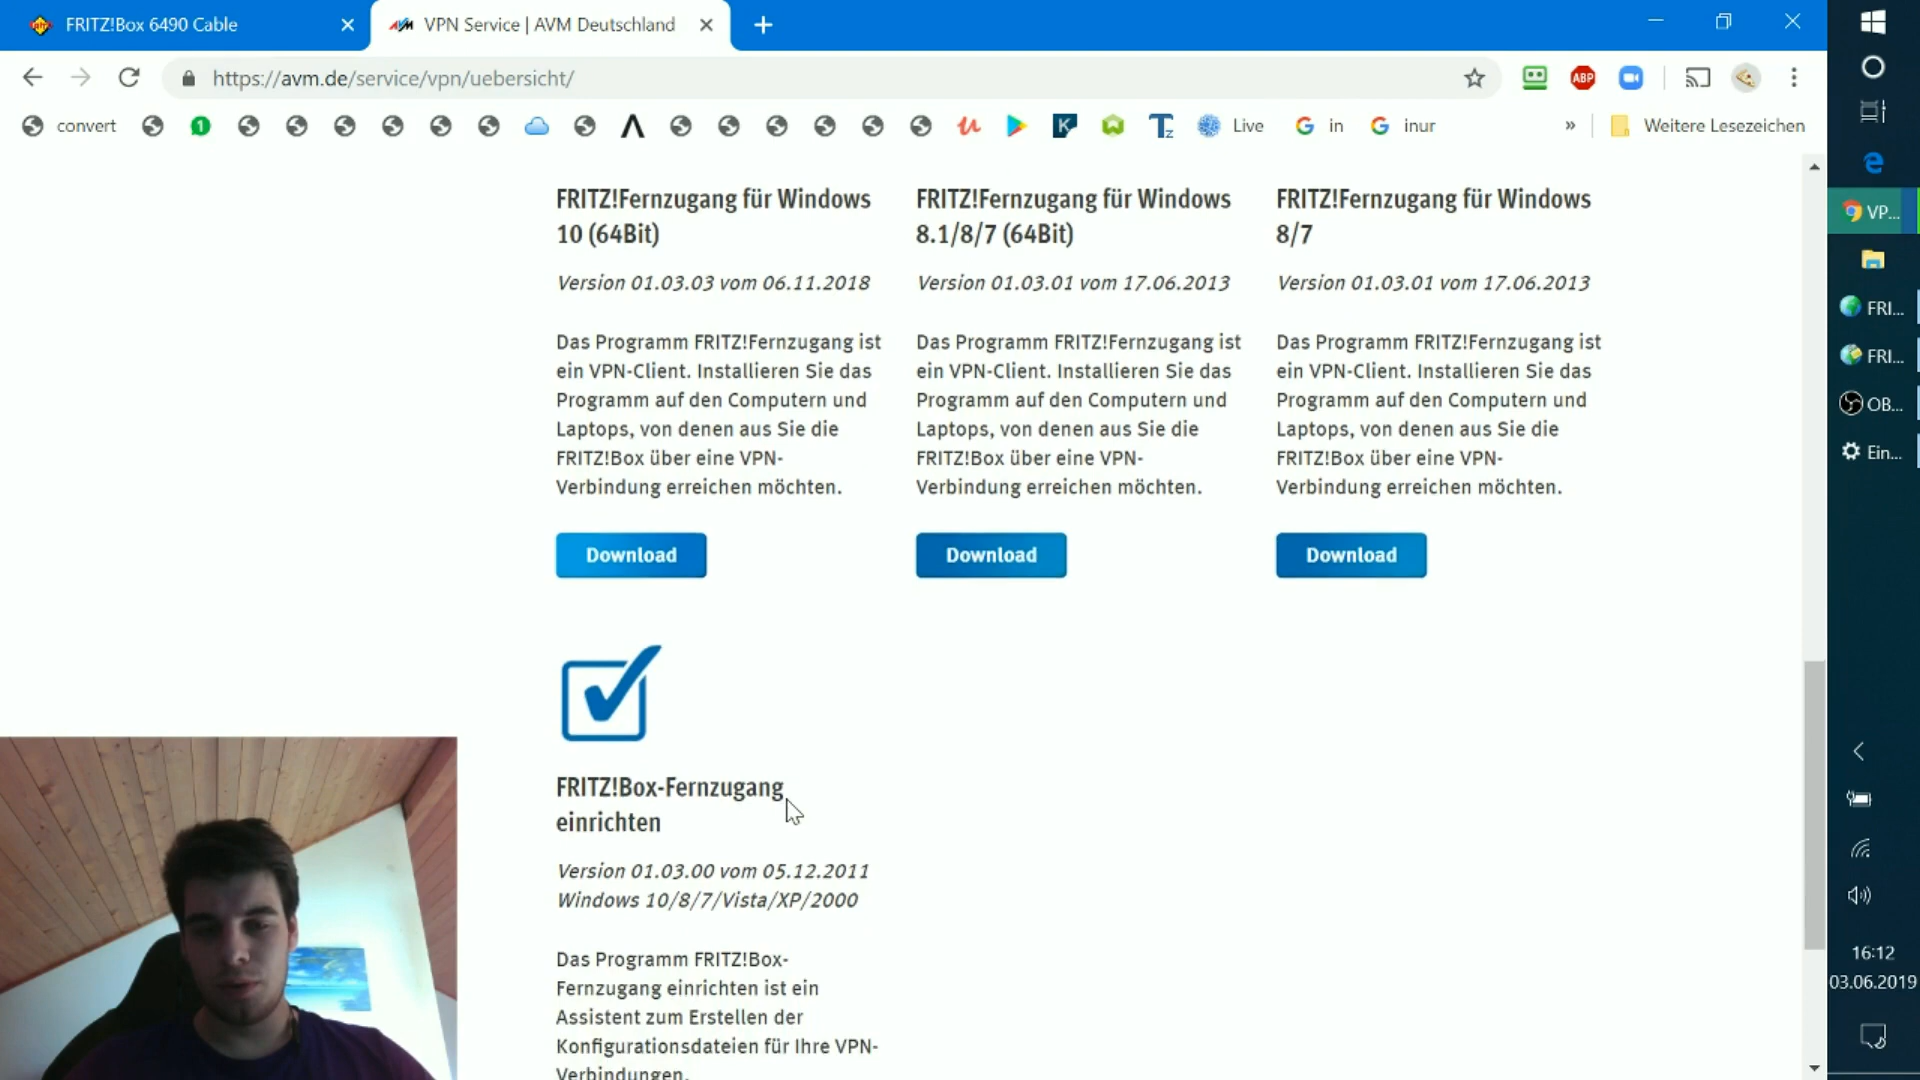 FRITZ!Box 6490 Cable
VPN Service | AVM Deutschland
https://avm.de/service/vpn/uebersicht/
ABP
convert
1
Live
in
inur
»
Weitere Lesezeichen
FRITZ!Fernzugang für Windows
10 (64Bit)
Version 01.03.03 vom 06.11.2018
Das Programm FRITZ!Fernzugang ist
ein VPN-Client. Installieren Sie das
Programm auf den Computern und
Laptops, von denen aus Sie die
FRITZ!Box über eine VPN-
Verbindung erreichen möchten.
Download
FRITZ!Fernzugang für Windows
8.1/8/7 (64Bit)
Version 01.03.01 vom 17.06.2013
Das Programm FRITZ!Fernzugang ist
ein VPN-Client. Installieren Sie das
Programm auf den Computern und
Laptops, von denen aus Sie die
FRITZ!Box über eine VPN-
Verbindung erreichen möchten.
Download
FRITZ!Fernzugang für Windows
8/7
Version 01.03.01 vom 17.06.2013
Das Programm FRITZ!Fernzugang ist
ein VPN-Client. Installieren Sie das
Programm auf den Computern und
Laptops, von denen aus Sie die
FRITZ!Box über eine VPN-
Verbindung erreichen möchten.
Download
FRITZ!Box-Fernzugang
einrichten
Version 01.03.00 vom 05.12.2011
Windows 10/8/7/Vista/XP/2000
Das Programm FRITZ!Box-
Fernzugang einrichten ist ein
Assistent zum Erstellen der
Konfigurationsdateien für Ihre VPN-
Verbindungen.
VP...
FRI...
FRI...
OB...
Ein...
16:12
03.06.2019